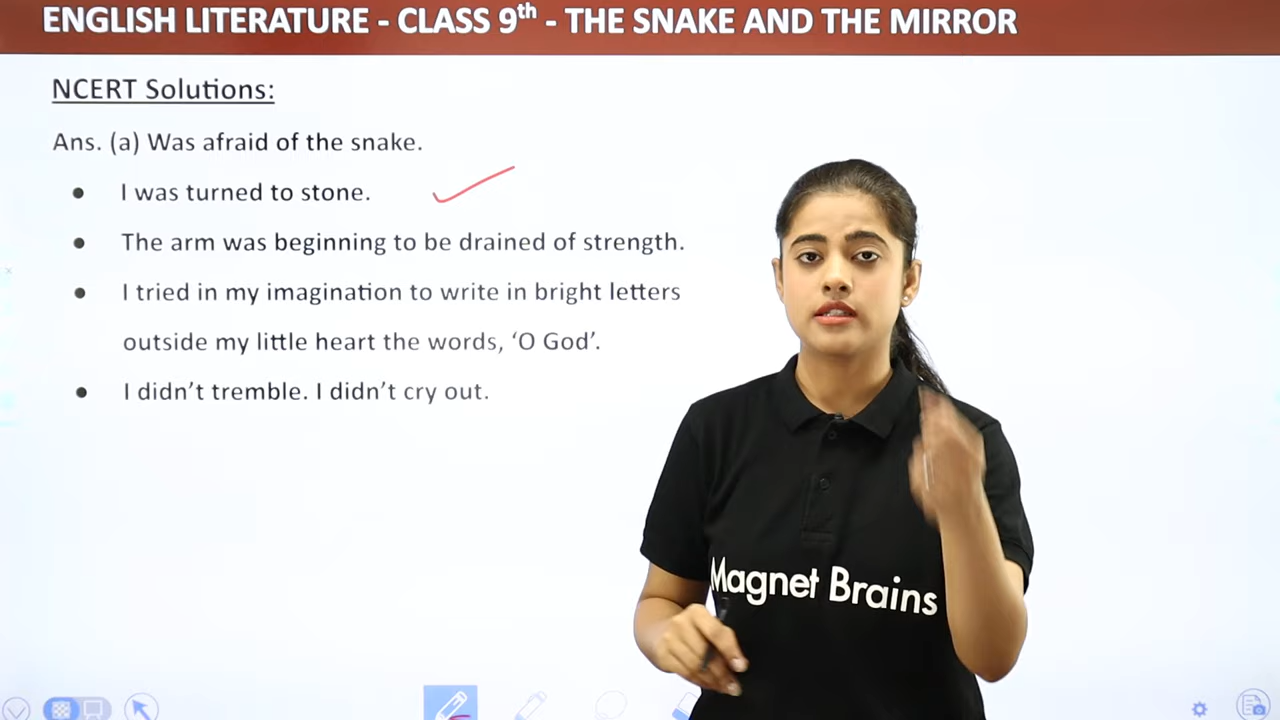 ENGLISH LITERATURE - CLASS 9th - THE SNAKE AND THE MIRROR
NCERT Solutions:
Ans. (a) Was afraid of the snake.
● I was turned to stone.
● The arm was beginning to be drained of strength.
● I tried in my imagination to write in bright letters
outside my little heart the words, ‘O God’.
● I didn’t tremble. I didn’t cry out.
Magnet Brains